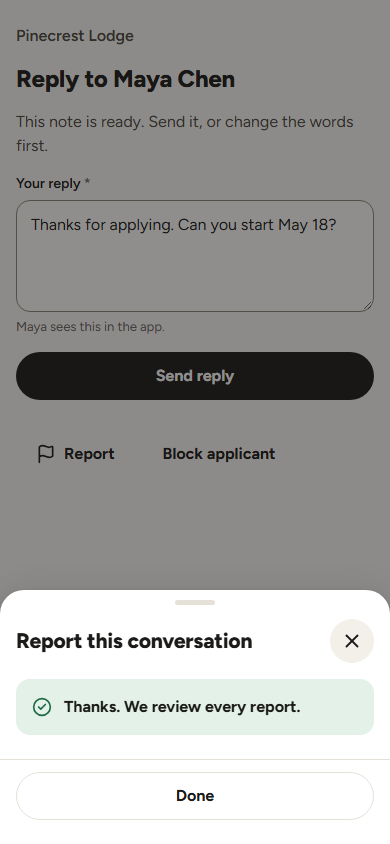 Pinecrest Lodge
Reply to Maya Chen
This note is ready. Send it, or change the words
first.
Your reply *
Thanks for applying. Can you start May 18?
Maya sees this in the app.
Send reply
Report
Block applicant
Report this conversation
Thanks. We review every report.
Done